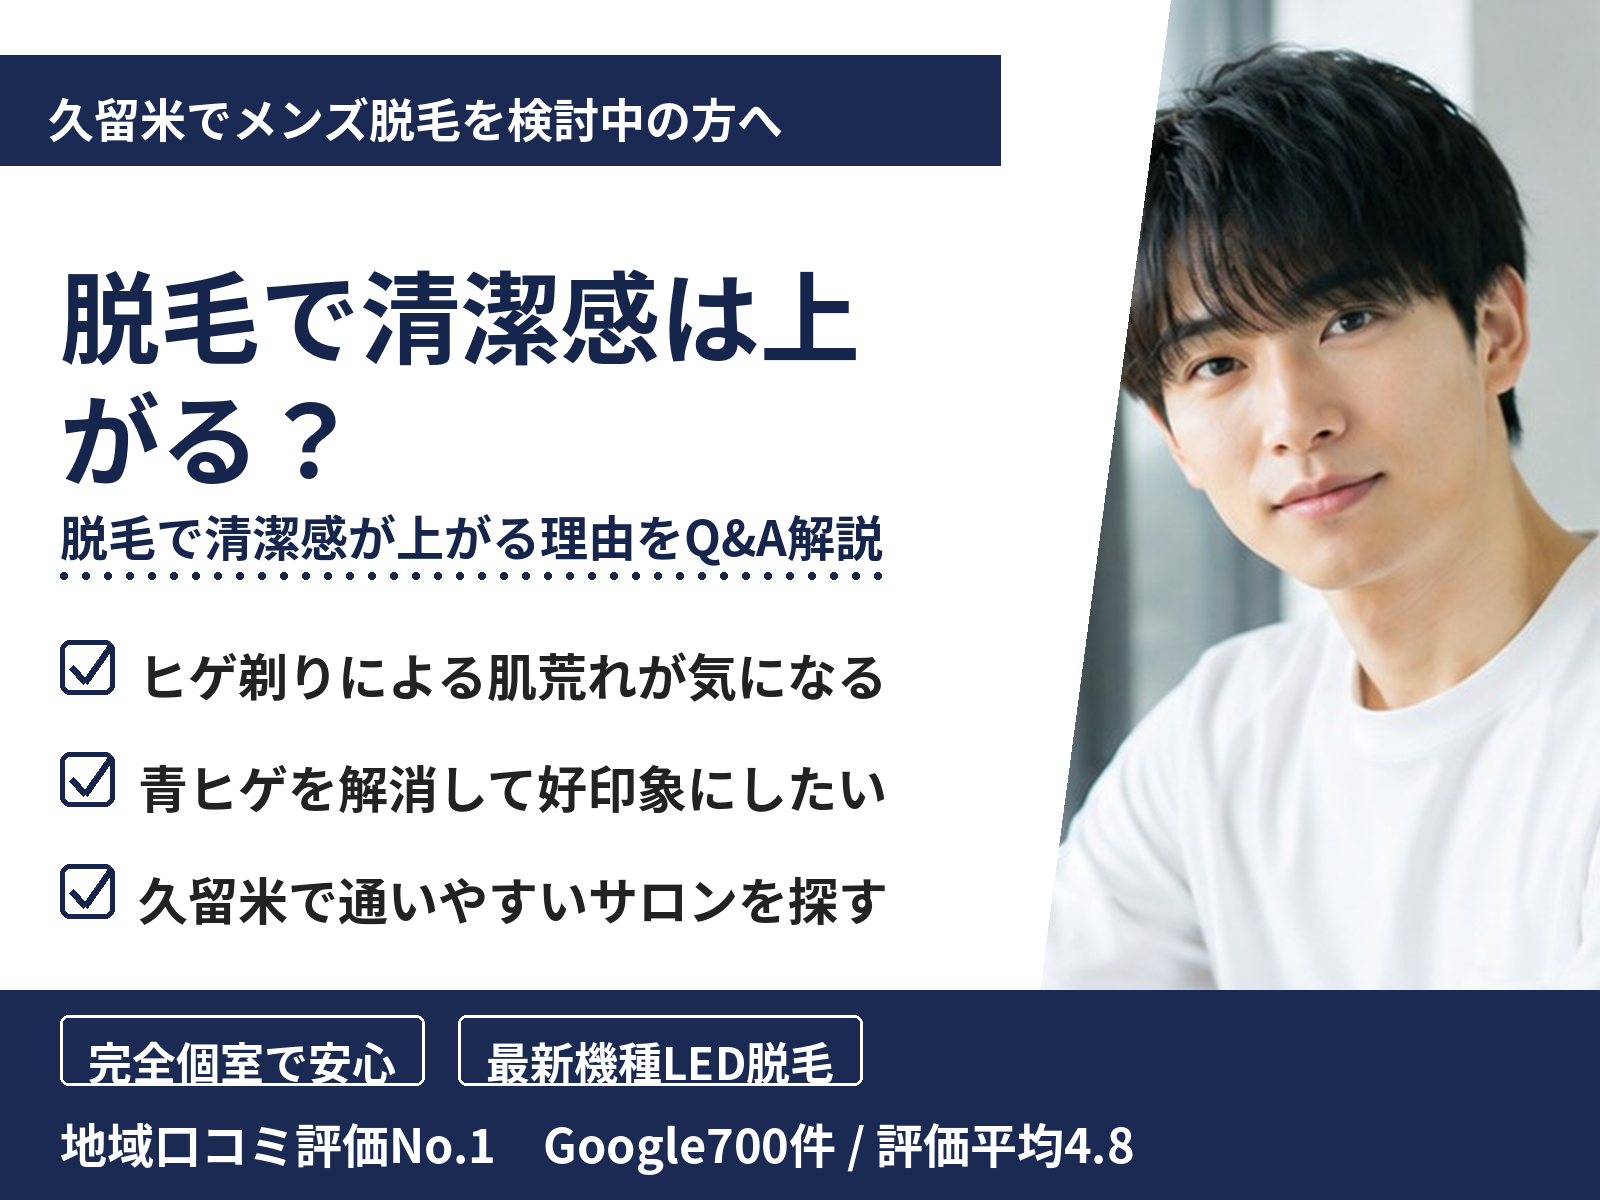 久留米でメンズ脱毛を検討中の方へ
脱毛で清潔感は上
がる？
脱毛で清潔感が上がる理由をQ&A解説
ヒゲ剃りによる肌荒れが気になる
青ヒゲを解消して好印象にしたい
久留米で通いやすいサロンを探す
完全個室で安心 最新機種LED脱毛
地域口コミ評価No.1 Google700件 / 評価平均4.8